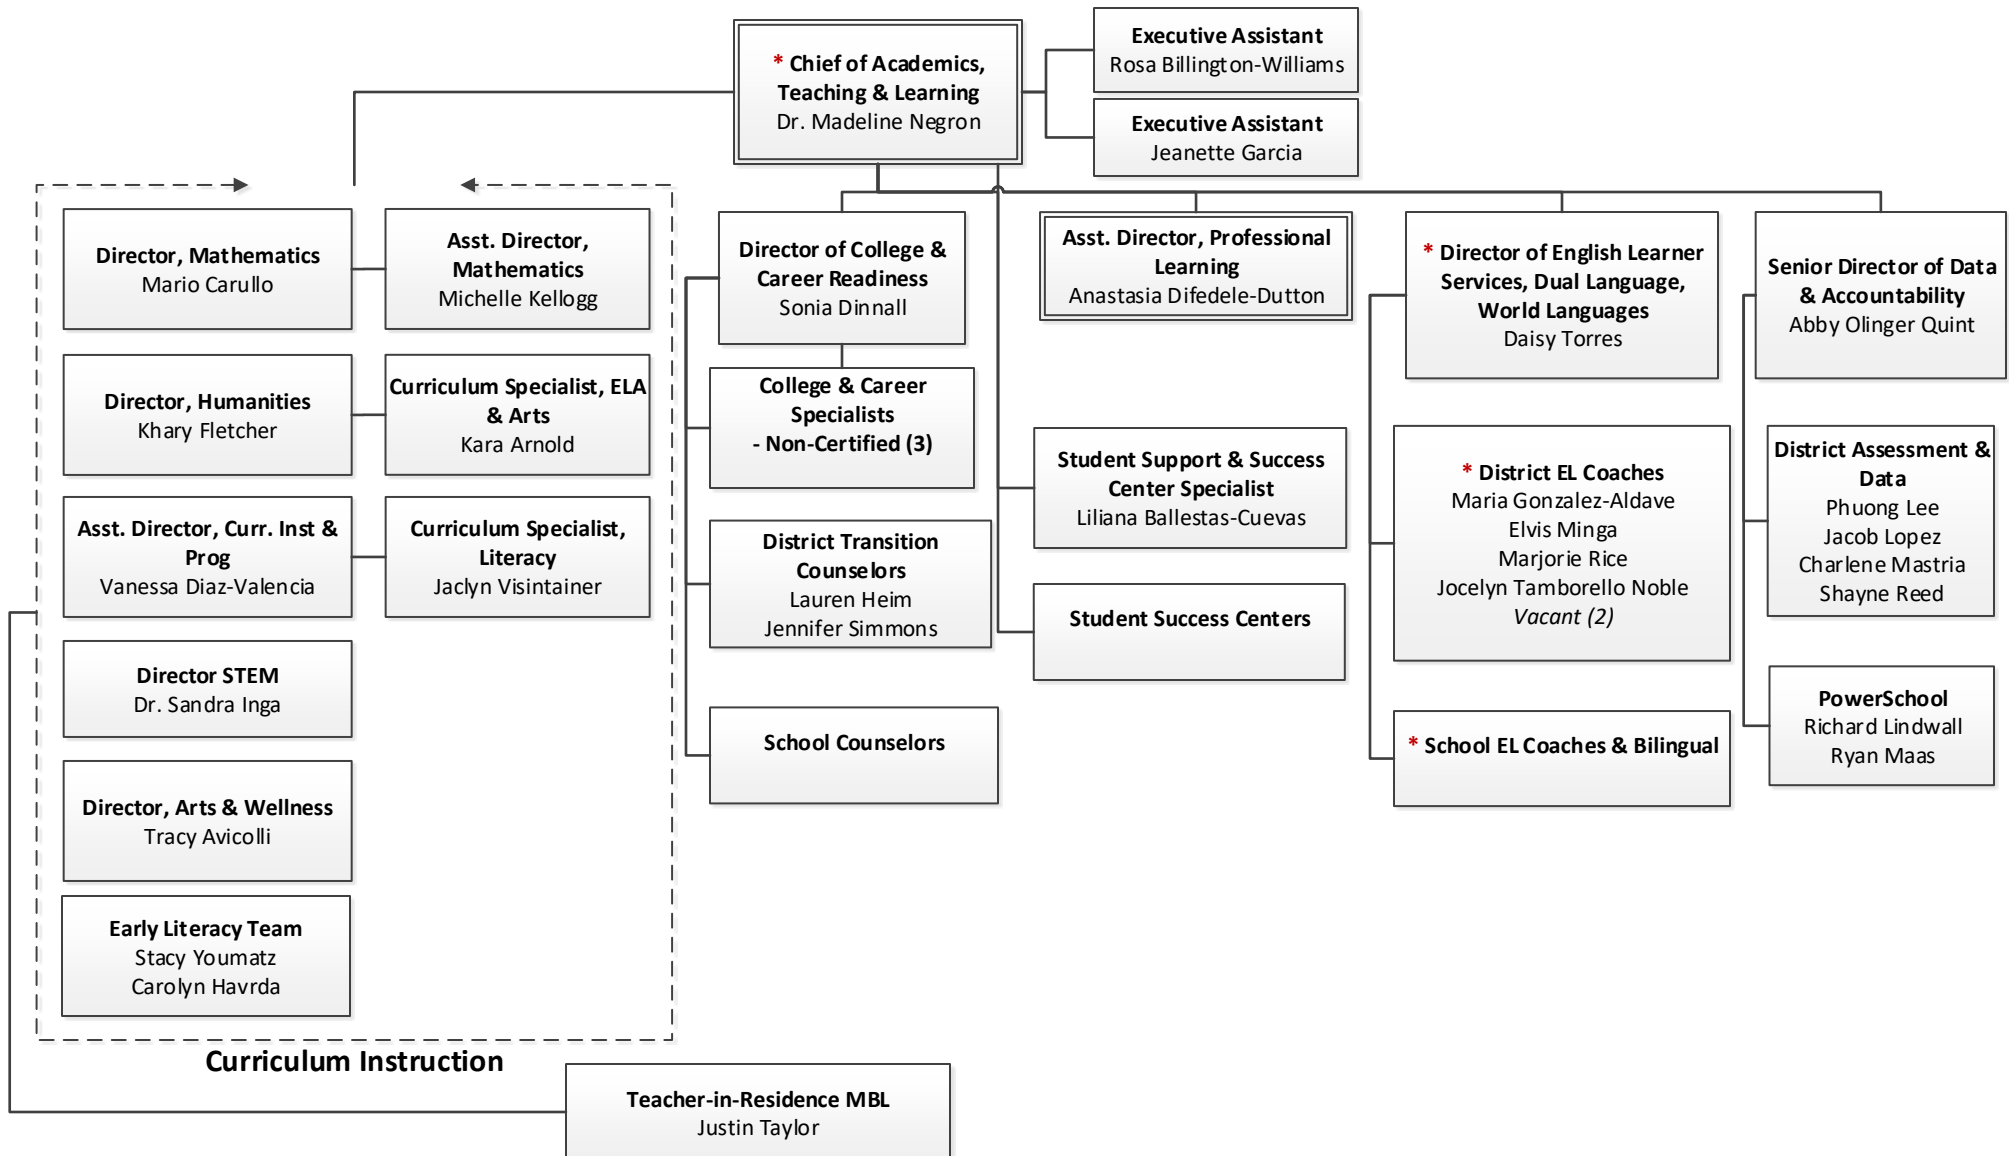 * Chief of Academics,
Teaching & Learning
Dr. Madeline Negron
Executive Assistant
Rosa Billington-Williams
Executive Assistant
Jeanette Garcia
Director, Mathematics
Mario Carullo
Asst. Director,
Mathematics
Michelle Kellogg
Director, Humanities
Khary Fletcher
Curriculum Specialist, ELA
& Arts
Kara Arnold
Asst. Director, Curr. Inst &
Prog
Vanessa Diaz-Valencia
Curriculum Specialist,
Literacy
Jaclyn Visintainer
Director STEM
Dr. Sandra Inga
Director, Arts & Wellness
Tracy Avicolli
Early Literacy Team
Stacy Youmatz
Carolyn Havrda
Curriculum Instruction
Teacher-in-Residence MBL
Justin Taylor
Director of College &
Career Readiness
Sonia Dinnall
College & Career
Specialists
- Non-Certified (3)
District Transition
Counselors
Lauren Heim
Jennifer Simmons
School Counselors
Asst. Director, Professional
Learning
Anastasia Difedele-Dutton
Student Support & Success
Center Specialist
Liliana Ballestas-Cuevas
Student Success Centers
* Director of English Learner
Services, Dual Language,
World Languages
Daisy Torres
* District EL Coaches
Maria Gonzalez-Aldave
Elvis Minga
Marjorie Rice
Jocelyn Tamborello Noble
Vacant (2)
* School EL Coaches & Bilingual
Senior Director of Data
& Accountability
Abby Olinger Quint
District Assessment &
Data
Phuong Lee
Jacob Lopez
Charlene Mastria
Shayne Reed
PowerSchool
Richard Lindwall
Ryan Maas